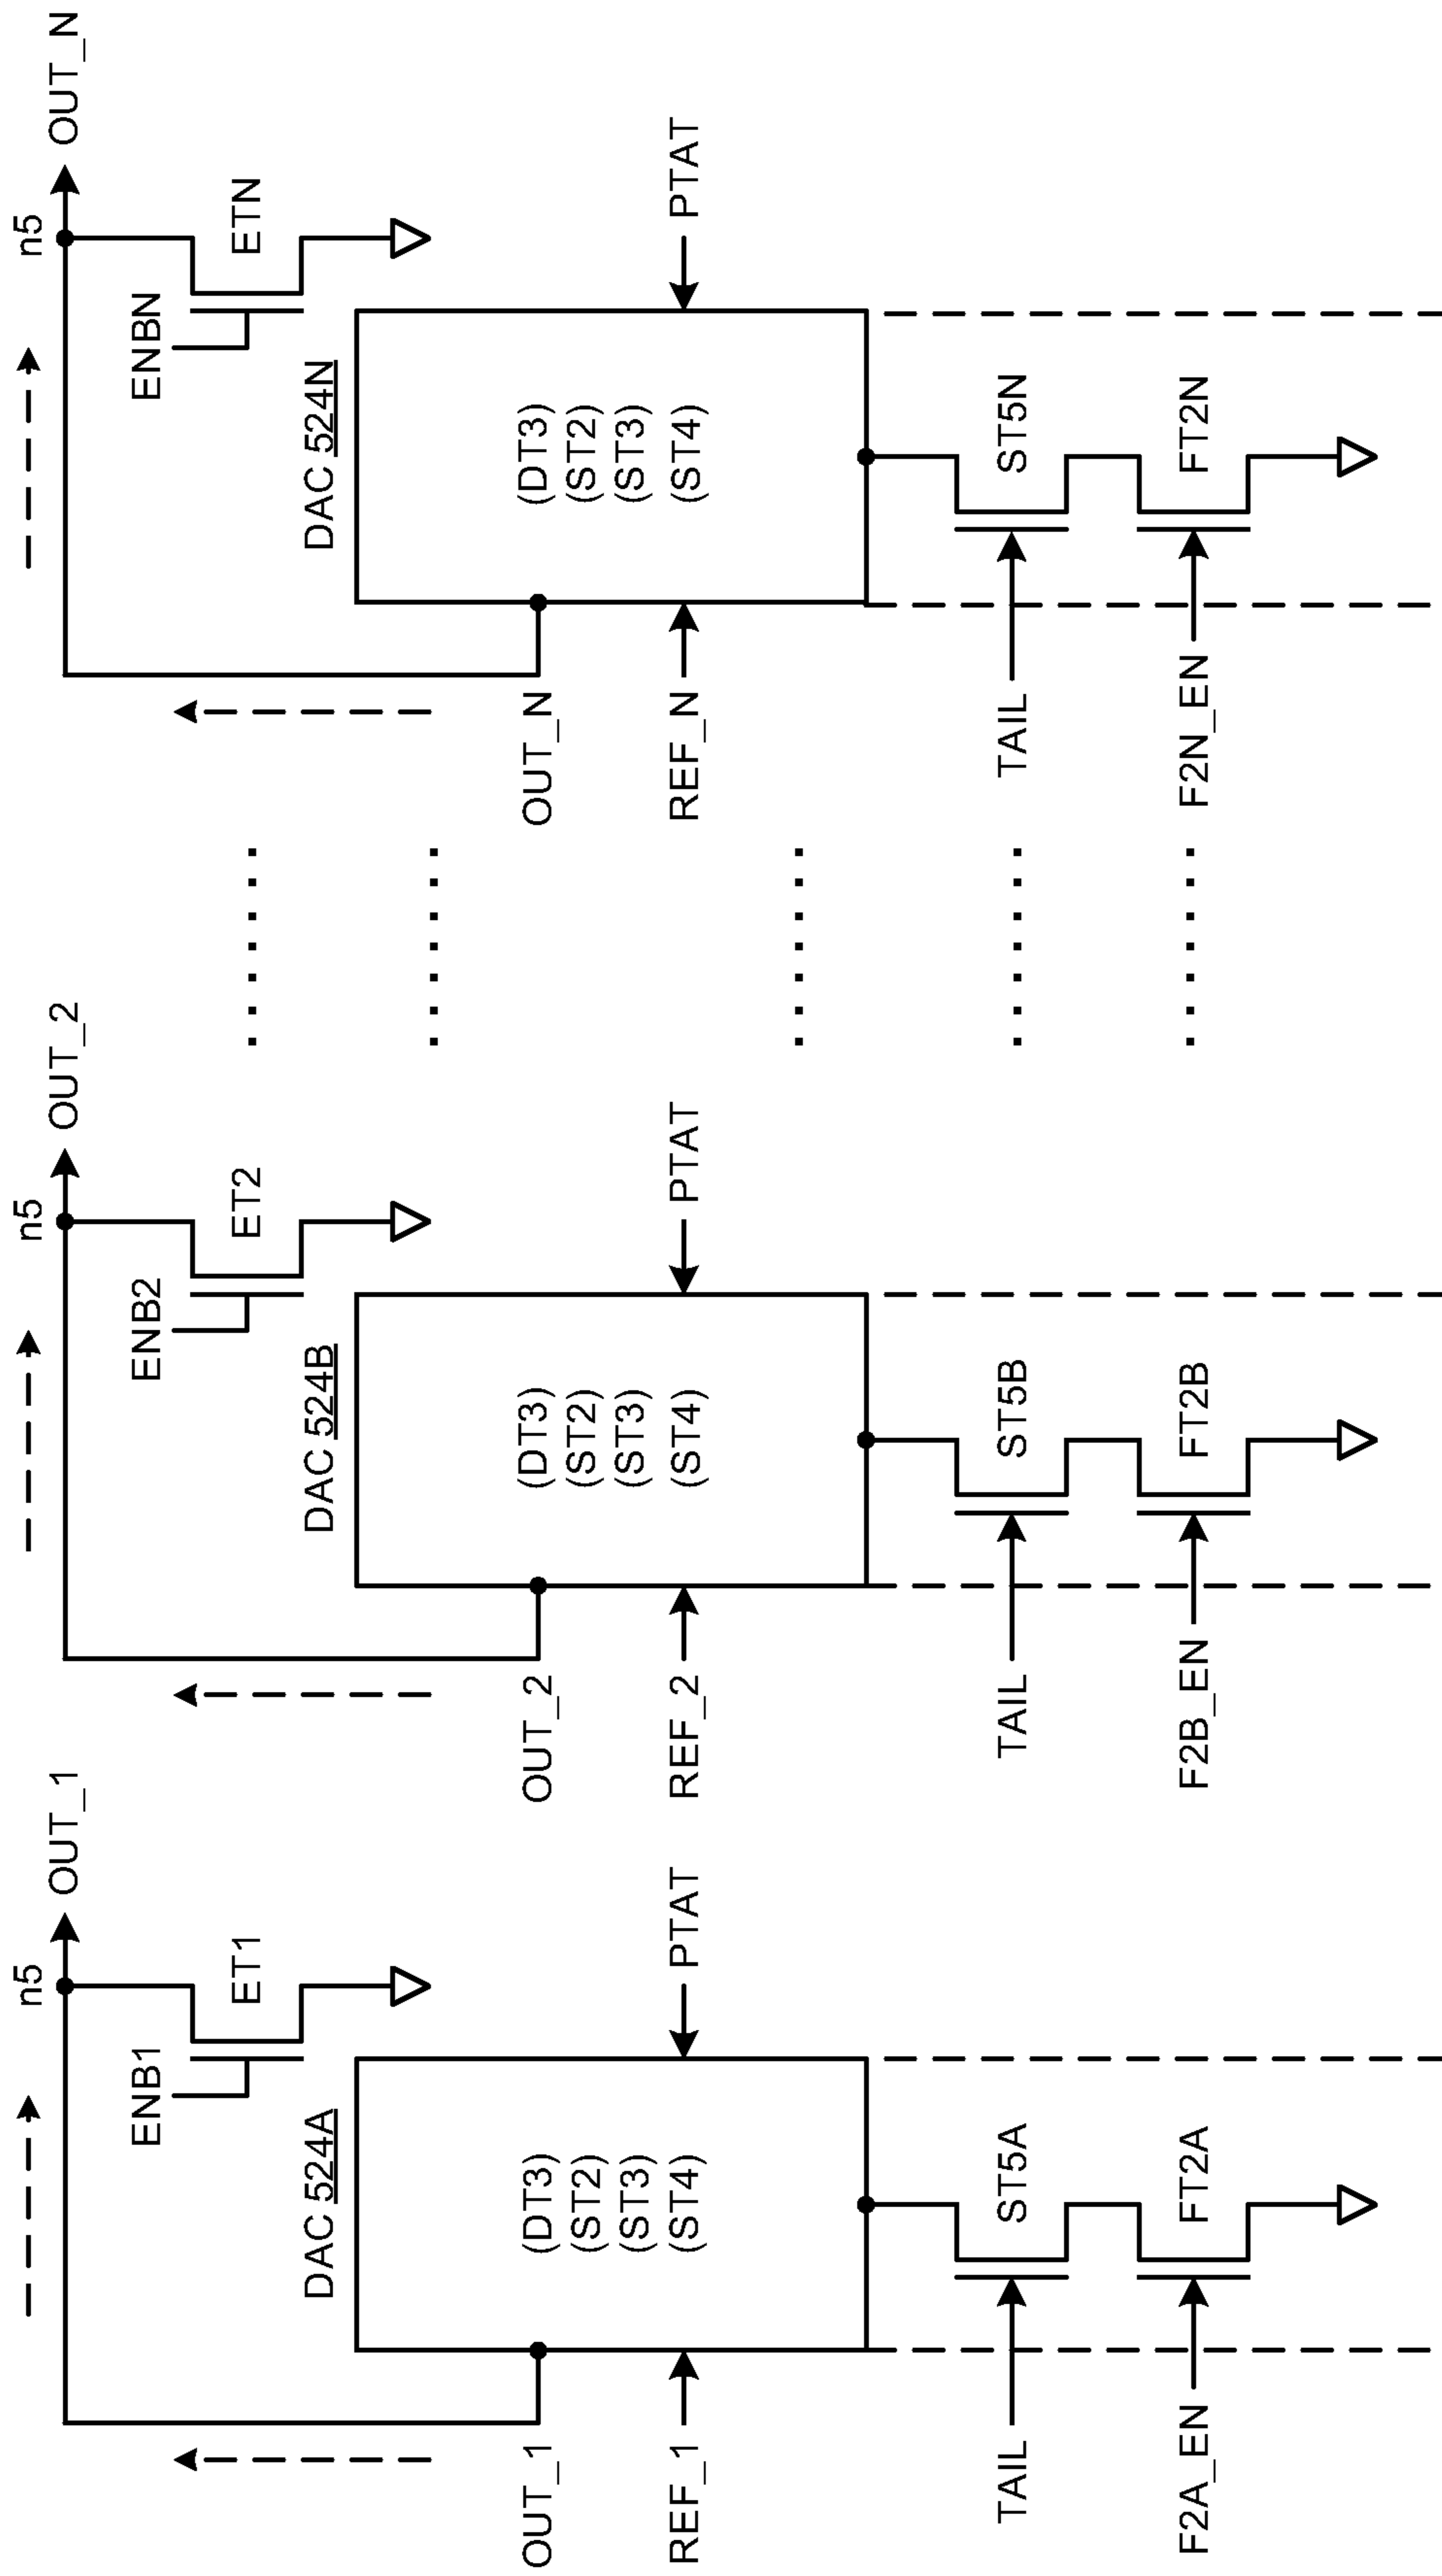 n5
OUT_1
ENB1
ET1
DAC 524A
(DT3)
(ST2)
(ST3)
(ST4)
OUT_1
REF_1
PTAT
TAIL
ST5A
F2A_EN
FT2A
n5
OUT_2
ENB2
ET2
DAC 524B
(DT3)
(ST2)
(ST3)
(ST4)
OUT_2
REF_2
PTAT
TAIL
ST5B
F2B_EN
FT2B
n5
OUT_N
ENBN
ETN
DAC 524N
(DT3)
(ST2)
(ST3)
(ST4)
OUT_N
REF_N
PTAT
TAIL
ST5N
F2N_EN
FT2N